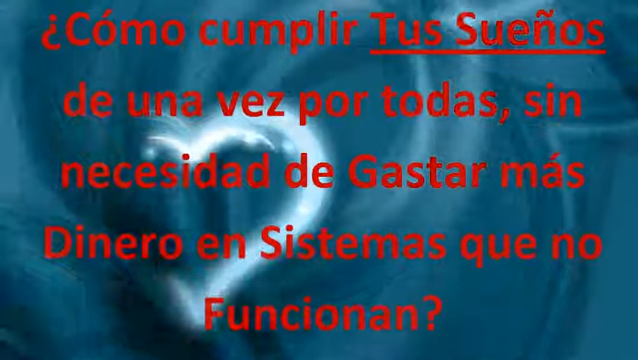 ¿Cómo cumplir Tus Sueños
de una vez por todas, sin
necesidad de Gastar más
Dinero en Sistemas que no
Funcionan?